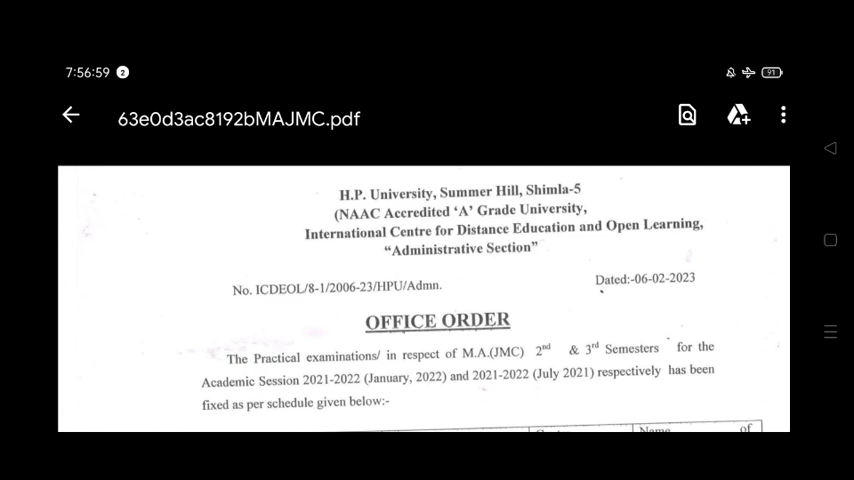 7:56:59 2
91
63e0d3ac8192bMAJMC.pdf
H.P. University, Summer Hill, Shimla-5
(NAAC Accredited ‘A’ Grade University,
International Centre for Distance Education and Open Learning,
“Administrative Section”
No. ICDEOL/8-1/2006-23/HPU/Admn.
Dated:-06-02-2023
OFFICE ORDER
The Practical examinations/ in respect of M.A.(JMC) 2nd & 3rd Semesters for the
Academic Session 2021-2022 (January, 2022) and 2021-2022 (July 2021) respectively has been
fixed as per schedule given below:-
Name of